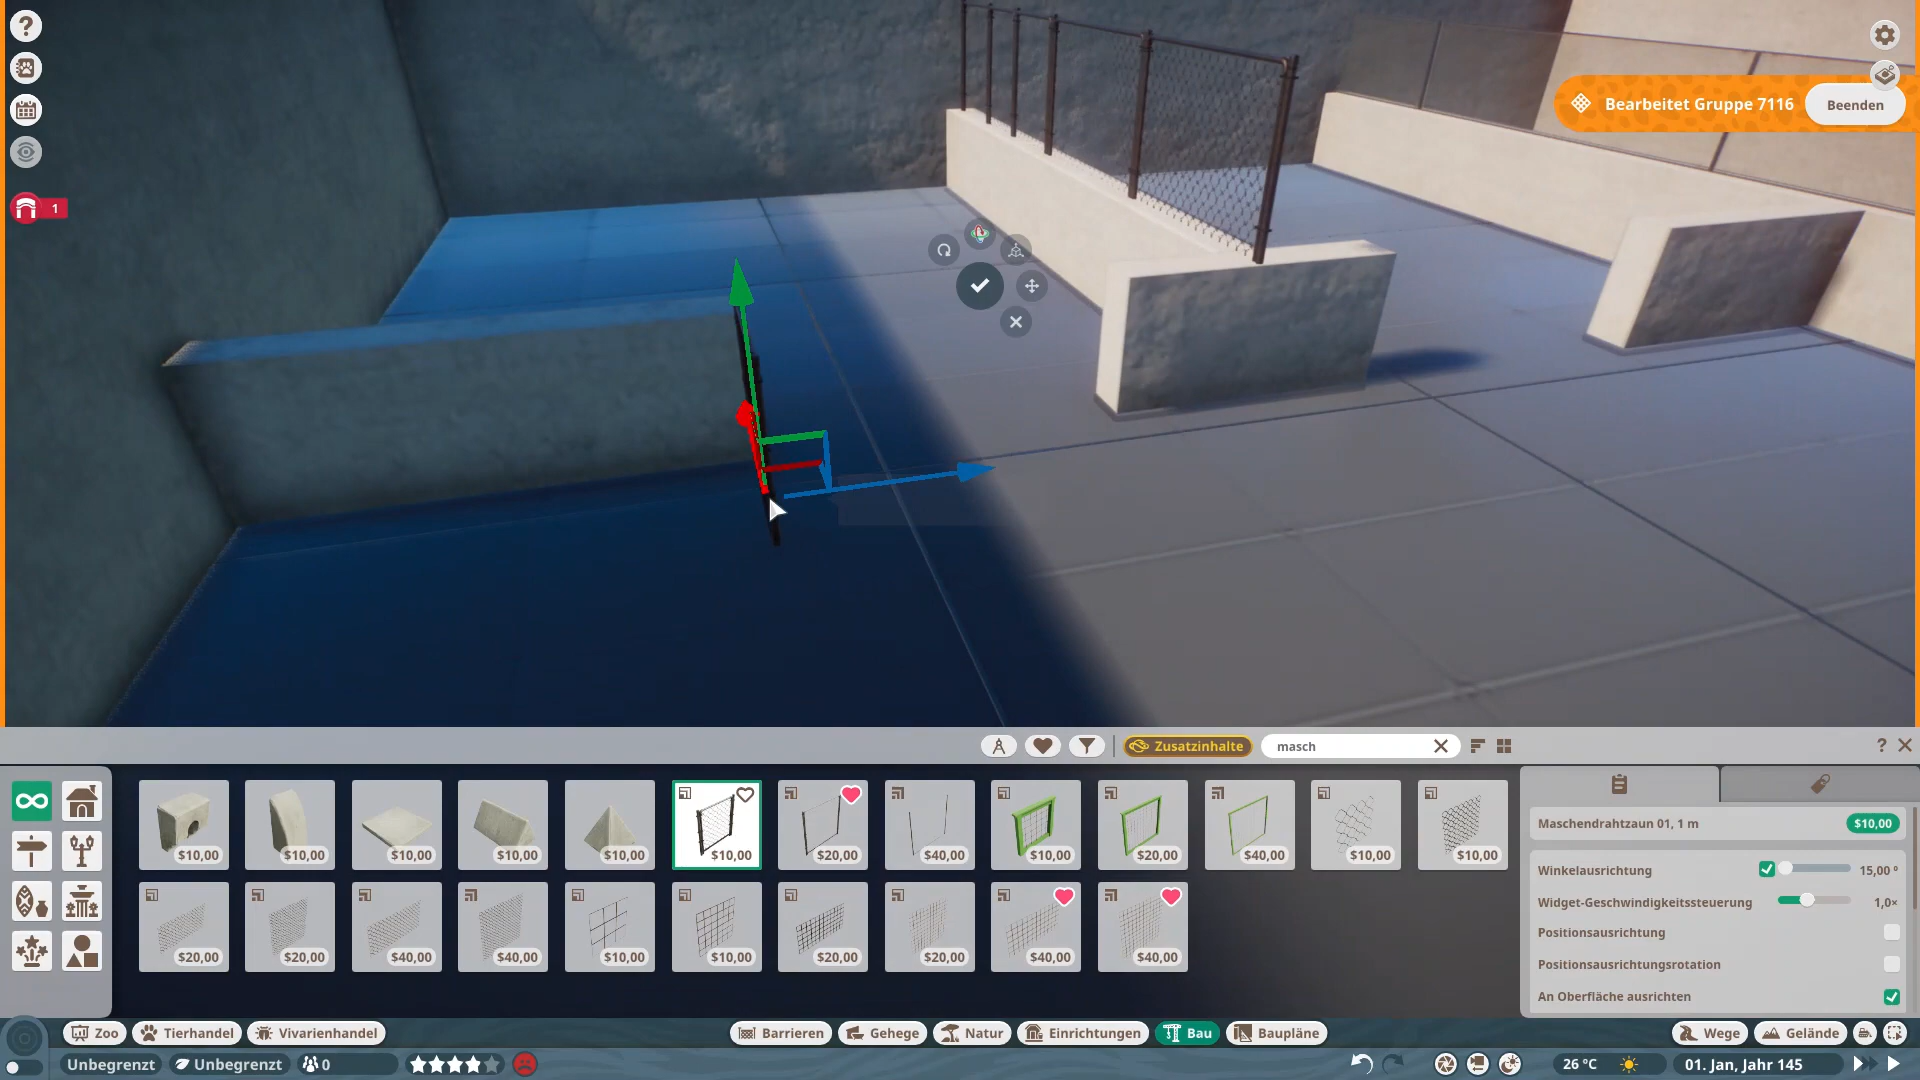 ?
1
Bearbeitet Gruppe 7116
Beenden
Zusatzinhalte
masch
?
$10,00 $10,00 $10,00 $10,00 $10,00 $10,00 $20,00 $40,00 $10,00 $20,00 $40,00 $10,00 $10,00
$20,00 $20,00 $40,00 $40,00 $10,00 $10,00 $20,00 $20,00 $40,00 $40,00
Maschendrahtzaun 01, 1 m $10,00
Winkelausrichtung 15,00 °
Widget-Geschwindigkeitssteuerung 1,0×
Positionsausrichtung
Positionsausrichtungsrotation
An Oberfläche ausrichten
Zoo Tierhandel Vivarienhandel Barrieren Gehege Natur Einrichtungen Bau Baupläne Wege Gelände
Unbegrenzt Unbegrenzt 0 26 °C 01. Jan, Jahr 145